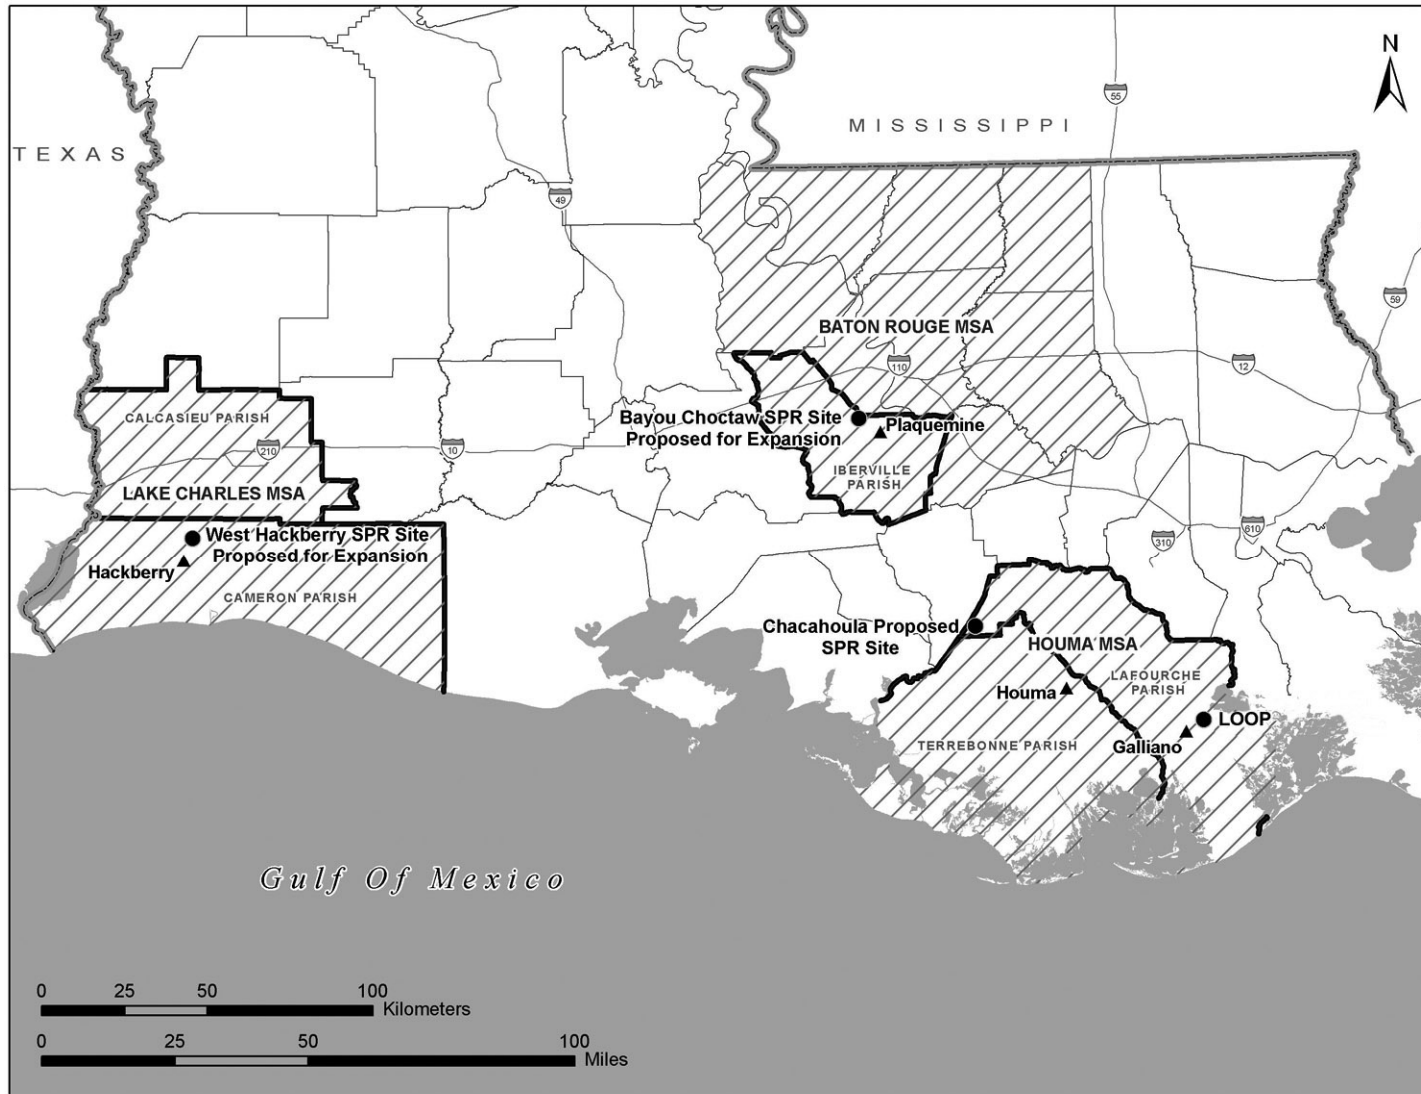 N
55
MISSISSIPPI
TEXAS
49
59
BATON ROUGE MSA
110
12
CALCASIEU PARISH
Bayou Choctaw SPR Site
Proposed for Expansion
Plaquemine
210
10
IBERVILLE
PARISH
LAKE CHARLES MSA
West Hackberry SPR Site
Proposed for Expansion
610
310
Hackberry
CAMERON PARISH
Chacahoula Proposed
SPR Site
HOUMA MSA
LAFOURCHE
PARISH
Houma
LOOP
TERREBONNE PARISH
Galliano
Gulf Of Mexico
0 25 50 100
Kilometers
0 25 50 100
Miles